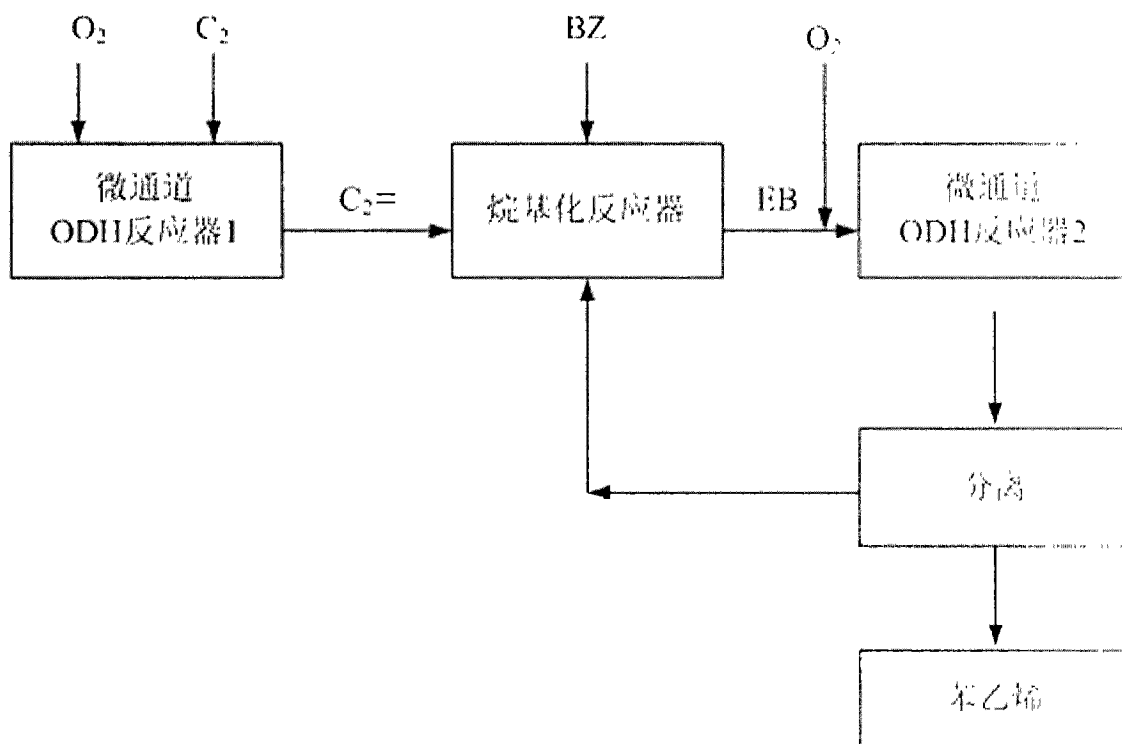 O₂
C₂
BZ
O₂
微通道
ODH反应器1
C₂=
烷基化反应器
EB
微通道
ODH反应器2
分离
苯乙烯